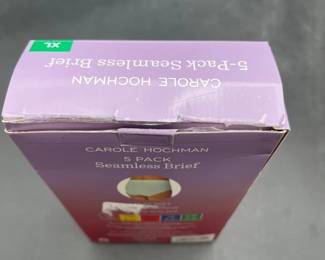 XL
5-Pack Seamless Brief
CAROLE HOCHMAN
CAROLE HOCHMAN
5 PACK
Seamless Brief